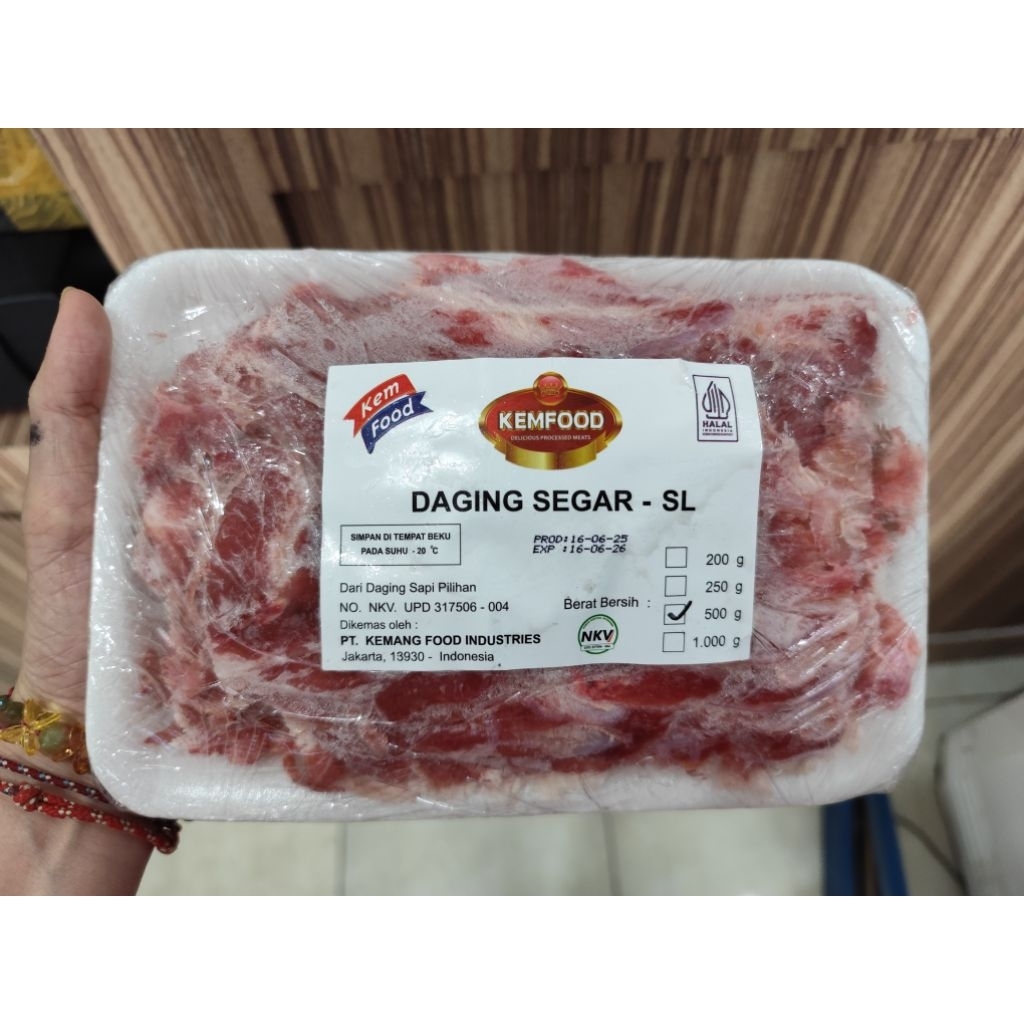 Kem
Food
KEMFOOD
DELICIOUS PROCESSED MEATS
HALAL
INDONESIA
DAGING SEGAR - SL
SIMPAN DI TEMPAT BEKU
PADA SUHU - 20 °C
PROD:16-06-25
EXP :16-06-26
200 g
250 g
Dari Daging Sapi Pilihan
NO. NKV. UPD 317506 - 004
Berat Bersih :
500 g
Dikemas oleh :
PT. KEMANG FOOD INDUSTRIES
NKV
1.000 g
Jakarta, 13930 - Indonesia